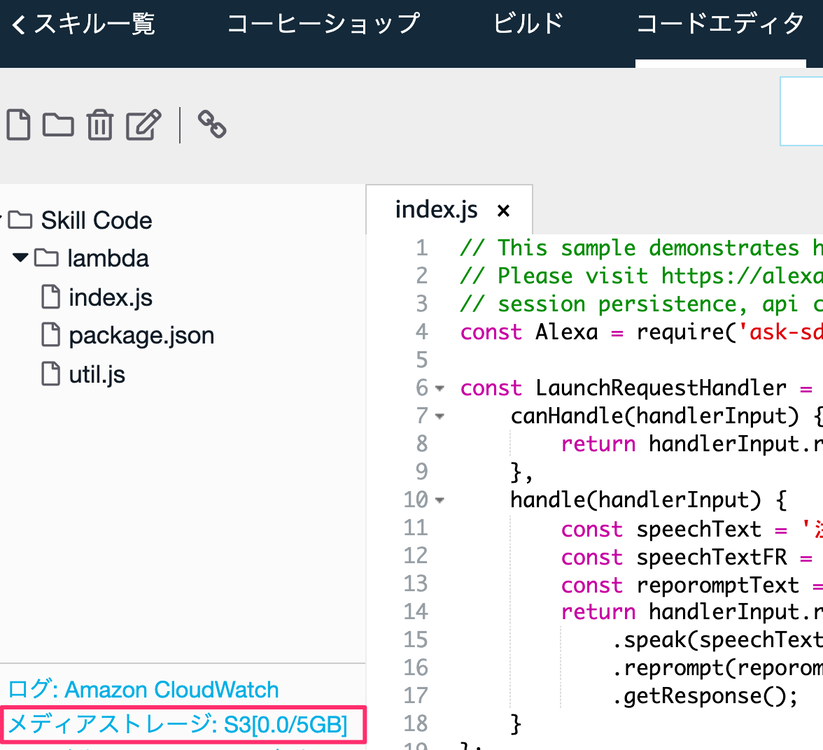 スキル一覧 コーヒーショップ ビルド コードエディタ
Skill Code
lambda
index.js
package.json
util.js
ログ: Amazon CloudWatch
メディアストレージ: S3[0.0/5GB]
index.js ×
1 // This sample demonstrates h
2 // Please visit https://alexa
3 // session persistence, api c
4 const Alexa = require('ask-sd
5
6 const LaunchRequestHandler =
7 canHandle(handlerInput) {
8 return handlerInput.r
9 },
10 handle(handlerInput) {
11 const speechText = '注
12 const speechTextFR =
13 const reporomptText =
14 return handlerInput.r
15 .speak(speechText
16 .reprompt(reporom
17 .getResponse();
18 }